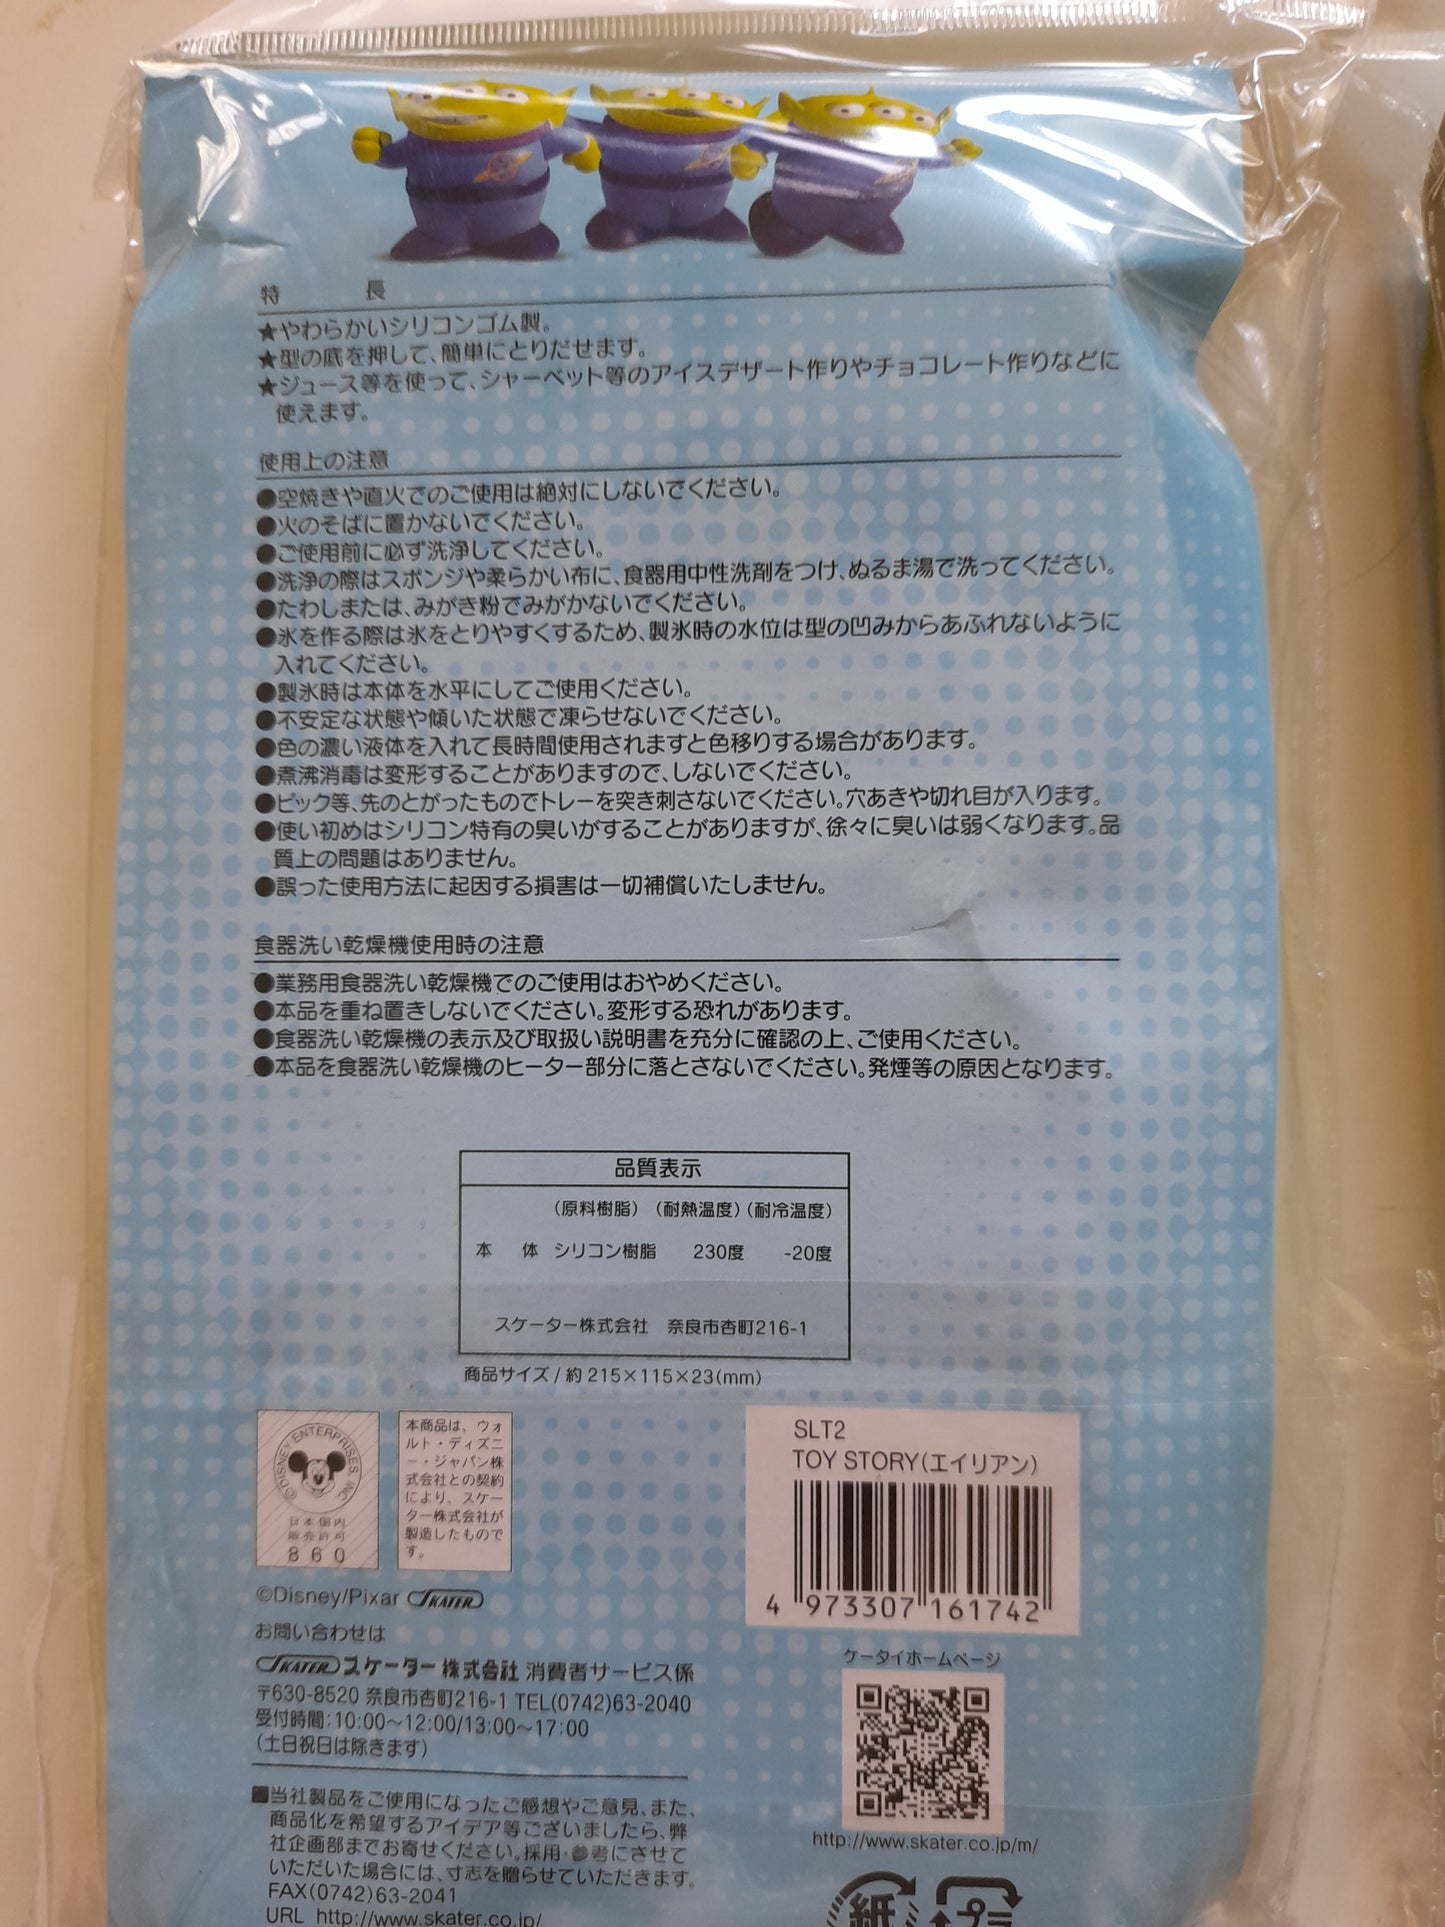 特　長
★やわらかいシリコンゴム製。
★型の底を押して、簡単にとりだせます。
★ジュース等を使って、シャーベット等のアイスデザート作りやチョコレート作りなどに
使えます。
使用上の注意
●空焼きや直火でのご使用は絶対にしないでください。
●火のそばに置かないでください。
●ご使用前に必ず洗浄してください。
●洗浄の際はスポンジや柔らかい布に、食器用中性洗剤をつけ、ぬるま湯で洗ってください。
●たわしまたは、みがき粉でみがかないでください。
●氷を作る際は氷をとりやすくするため、製氷時の水位は型の凹みからあふれないように
入れてください。
●製氷時は本体を水平にしてご使用ください。
●不安定な状態や傾いた状態で凍らせないでください。
●色の濃い液体を入れて長時間使用されますと色移りする場合があります。
●煮沸消毒は変形することがありますので、しないでください。
●ピック等、先のとがったものでトレーを突き刺さないでください。穴あきや切れ目が入ります。
●使い初めはシリコン特有の臭いがすることがありますが、徐々に臭いは弱くなります。品
質上の問題はありません。
●誤った使用方法に起因する損害は一切補償いたしません。
食器洗い乾燥機使用時の注意
●業務用食器洗い乾燥機でのご使用はおやめください。
●本品を重ね置きしないでください。変形する恐れがあります。
●食器洗い乾燥機の表示及び取扱い説明書を充分に確認の上、ご使用ください。
●本品を食器洗い乾燥機のヒーター部分に落とさないでください。発煙等の原因となります。
品質表示
(原料樹脂) (耐熱温度) (耐冷温度)
本　体 シリコン樹脂 230度 -20度
スケーター株式会社 奈良市杏町216-1
商品サイズ/約215×115×23(mm)
©DISNEY ENTERPRISES, INC.
日本国内
販売許可
860
本商品は、ウォ
ルト・ディズニ
ー・ジャパン株
式会社との契約
により、スケー
ター株式会社が
製造したもので
す。
SLT2
TOY STORY(エイリアン)
4 973307 161742
©Disney/Pixar SKATER
お問い合わせは
SKATER スケーター株式会社 消費者サービス係
〒630-8520 奈良市杏町216-1 TEL(0742)63-2040
受付時間：10:00～12:00/13:00～17:00
(土日祝日は除きます)
ケータイホームページ
http://www.skater.co.jp/m/
■当社製品をご使用になったご感想やご意見、また、
商品化を希望するアイデア等ございましたら、弊
社企画部までお寄せください。採用・参考にさせて
いただいた場合には、寸志を贈らせていただきます。
FAX(0742)63-2041
URL http://www.skater.co.jp/
紙
プラ